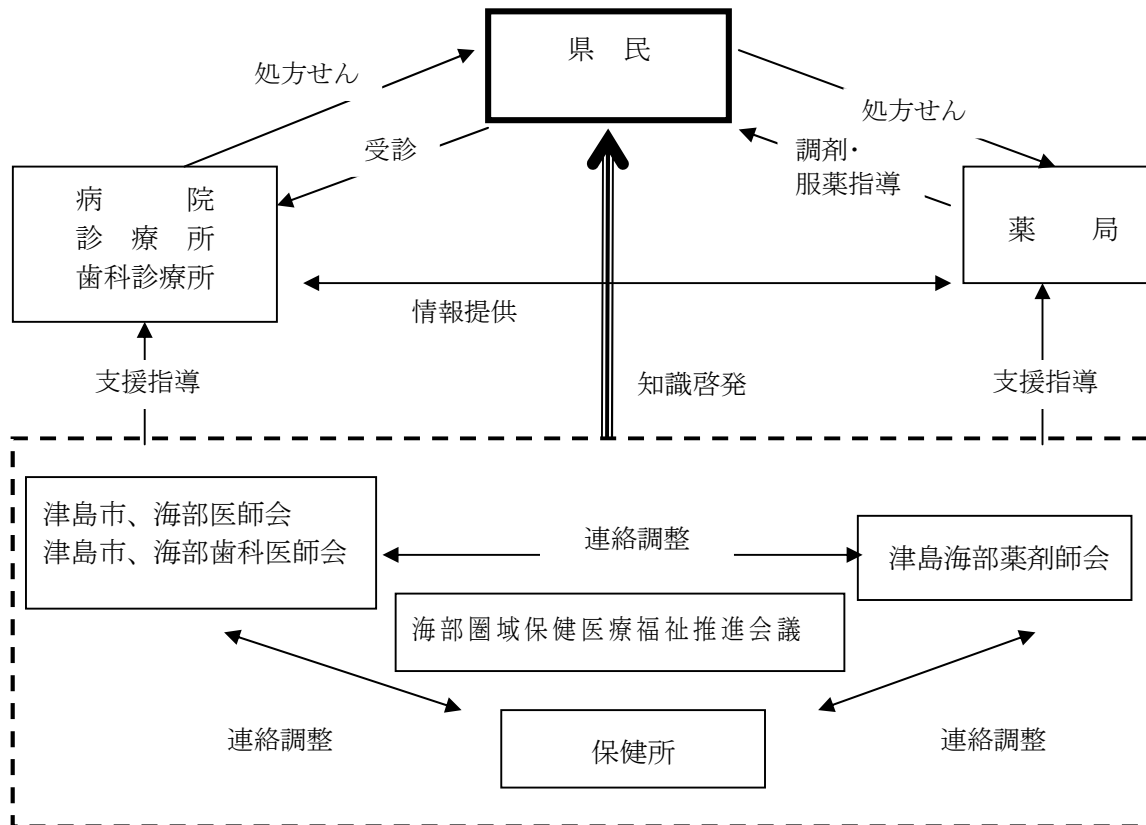 県　民
処方せん
処方せん
受診
調剤・
服薬指導
病　　院
診　療　所
歯科診療所
薬　　局
情報提供
支援指導
知識啓発
支援指導
津島市、海部医師会
津島市、海部歯科医師会
連絡調整
津島海部薬剤師会
海部圏域保健医療福祉推進会議
連絡調整
保健所
連絡調整